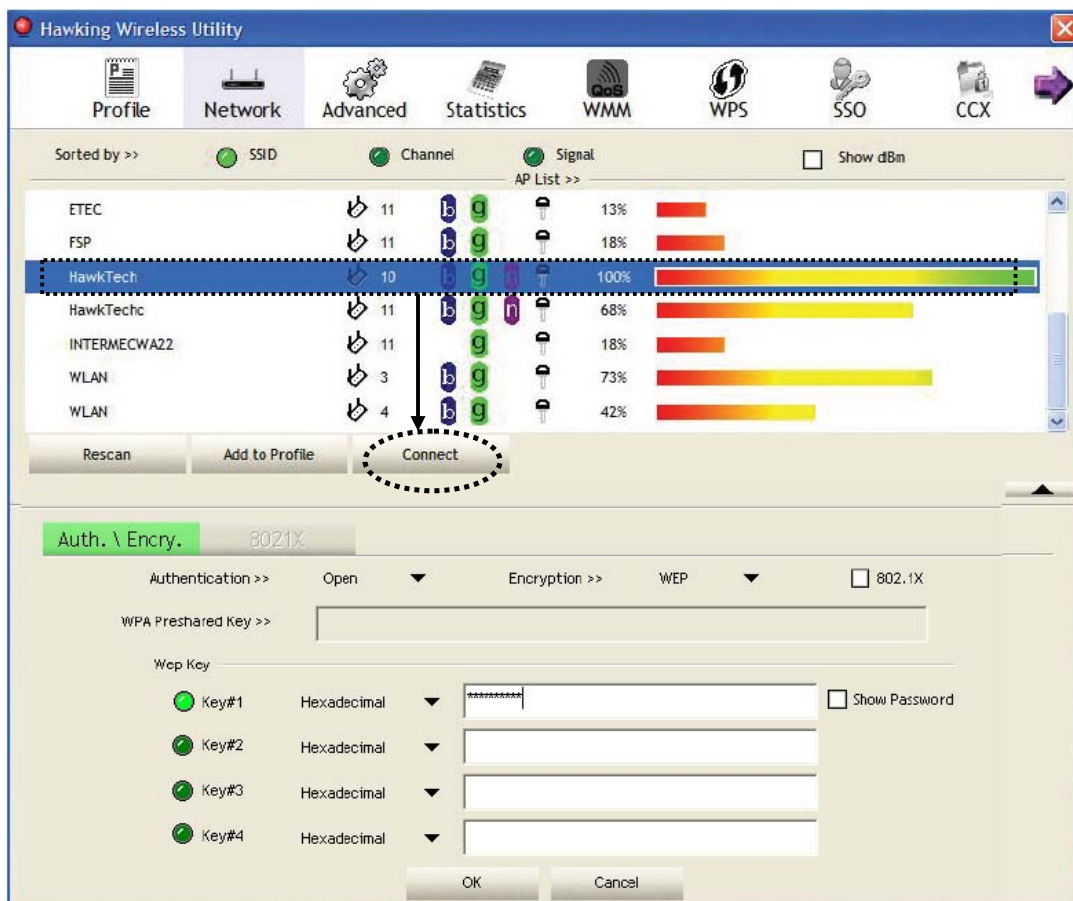 Hawking Wireless Utility
Profile Network Advanced Statistics QoS WMM WPS SSO CCX
Sorted by >> SSID Channel Signal Show dBm
AP List >>
ETEC 11 b g 13%
FSP 11 b g 18%
HawkTech 10 b g n 100%
HawkTechc 11 b g n 68%
INTERMECWA22 11 g 18%
WLAN 3 b g 73%
WLAN 4 b g 42%
Rescan Add to Profile Connect
Auth. \ Encry. 8021X
Authentication >> Open Encryption >> WEP 802.1X
WPA Preshared Key >>
Wep Key
Key#1 Hexadecimal ********** Show Password
Key#2 Hexadecimal
Key#3 Hexadecimal
Key#4 Hexadecimal
OK Cancel